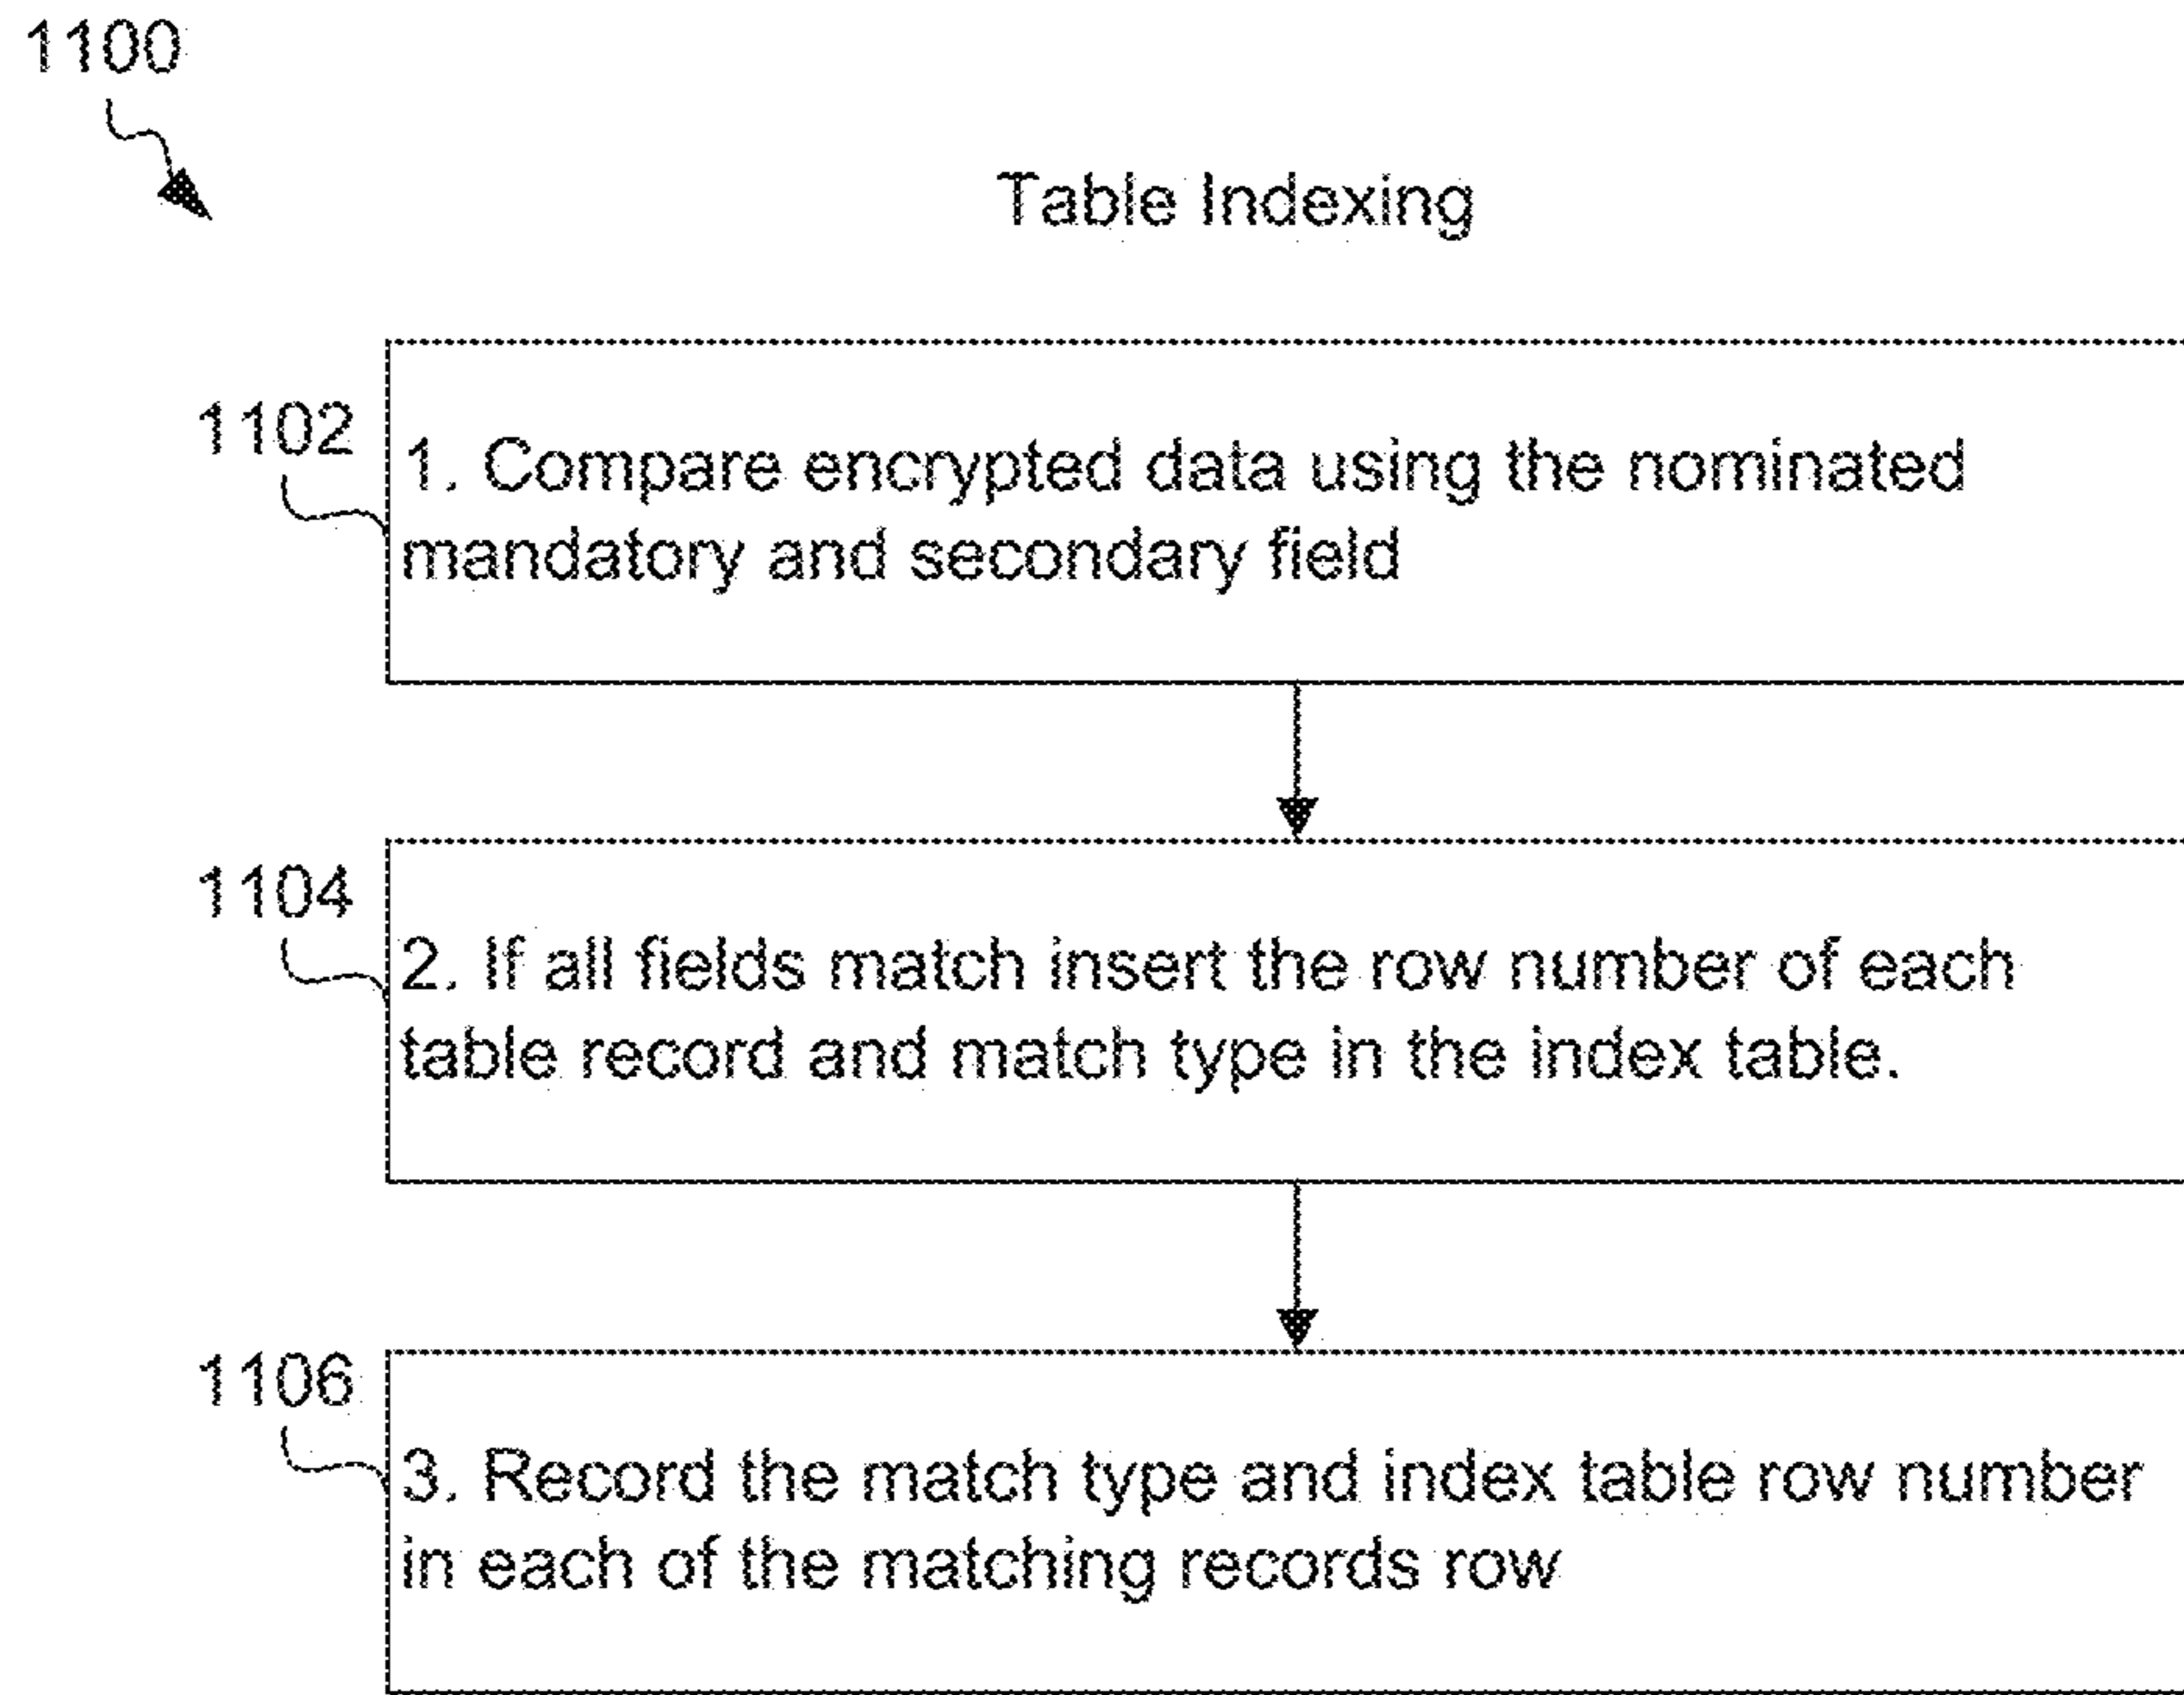 1100
Table Indexing
1102
1. Compare encrypted data using the nominated
mandatory and secondary field
1104
2. If all fields match insert the row number of each
table record and match type in the index table.
1106
3. Record the match type and index table row number
in each of the matching records row